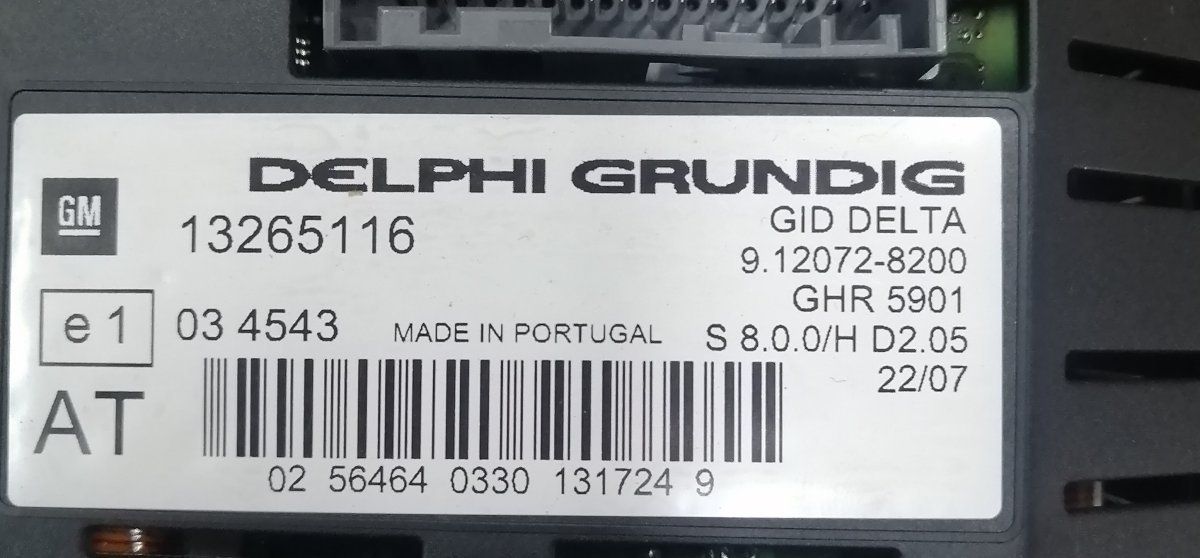 DELPHI GRUNDIG
GM
13265116
GID DELTA
9.12072-8200
GHR 5901
e 1
03 4543
MADE IN PORTUGAL
S 8.0.0/H D2.05
22/07
AT
02 56464 0330 131724 9